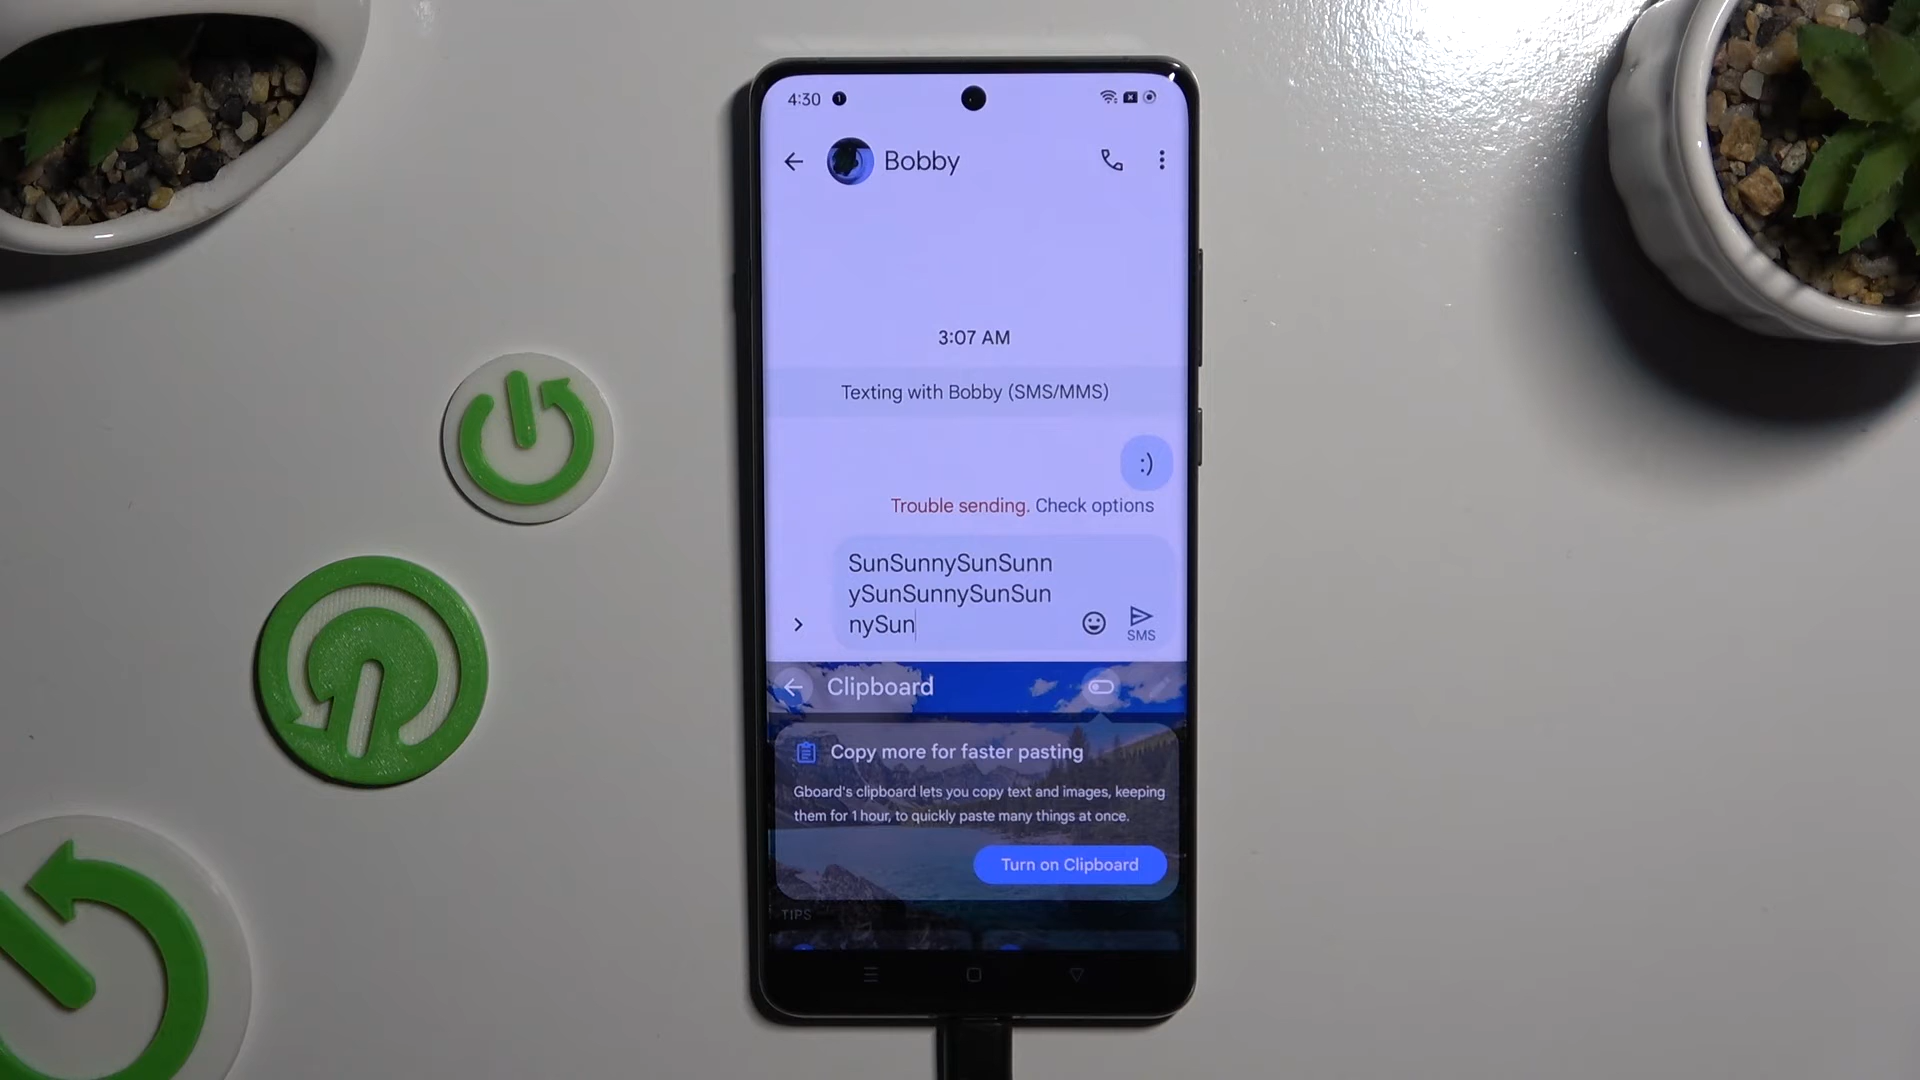 4:30
Bobby
3:07 AM
Texting with Bobby (SMS/MMS)
:)
Trouble sending. Check options
SunSunnySunSunn
ySunSunnySunSun
nySun
SMS
Clipboard
Copy more for faster pasting
Gboard's clipboard lets you copy text and images, keeping
them for 1 hour, to quickly paste many things at once.
Turn on Clipboard
TIPS